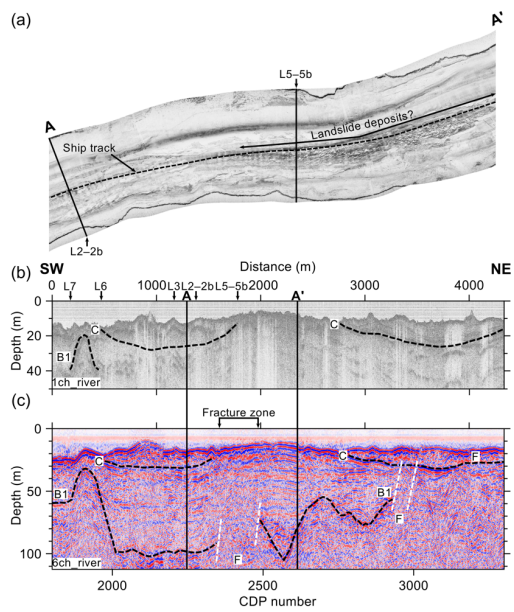 (a)
A'
L5–5b
Landslide deposits?
A
Ship track
L2–2b
(b) SW Distance (m) NE
0 1000 2000 3000 4000
L7 L6 L3 L2–2b L5–5b
A A'
0
20
40
Depth (m)
C C
B1
1ch_river
(c)
Fracture zone
0
50
100
Depth (m)
C C F
B1 B1
F F
6ch_river
2000 2500 3000
CDP number